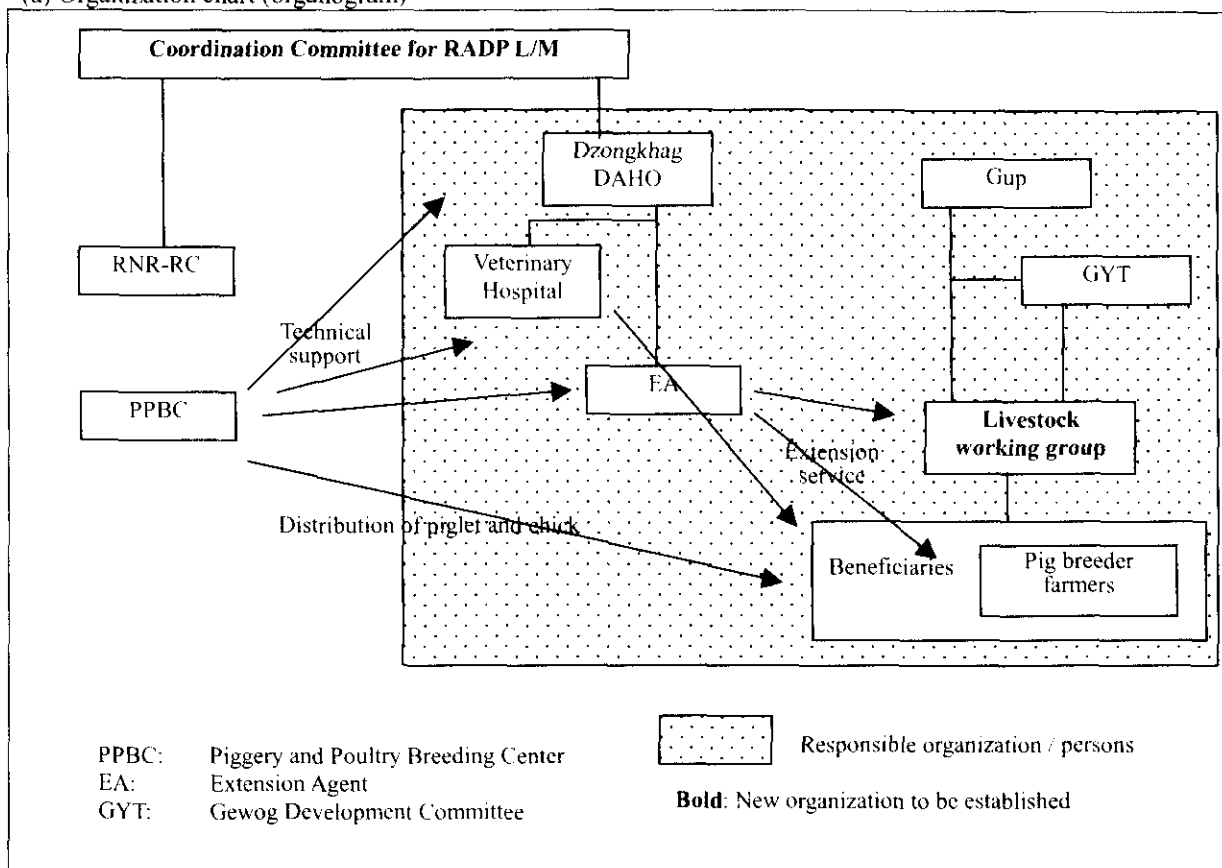 (a) Organization chart (organogram)
Coordination Committee for RADP L/M
Dzongkhag
DAHO
Gup
RNR-RC
Veterinary
Hospital
GYT
Technical
support
EA
PPBC
Livestock
working group
Extension
service
Distribution of piglet and chick
Beneficiaries
Pig breeder
farmers
PPBC: Piggery and Poultry Breeding Center
EA: Extension Agent
GYT: Gewog Development Committee
Responsible organization / persons
Bold: New organization to be established